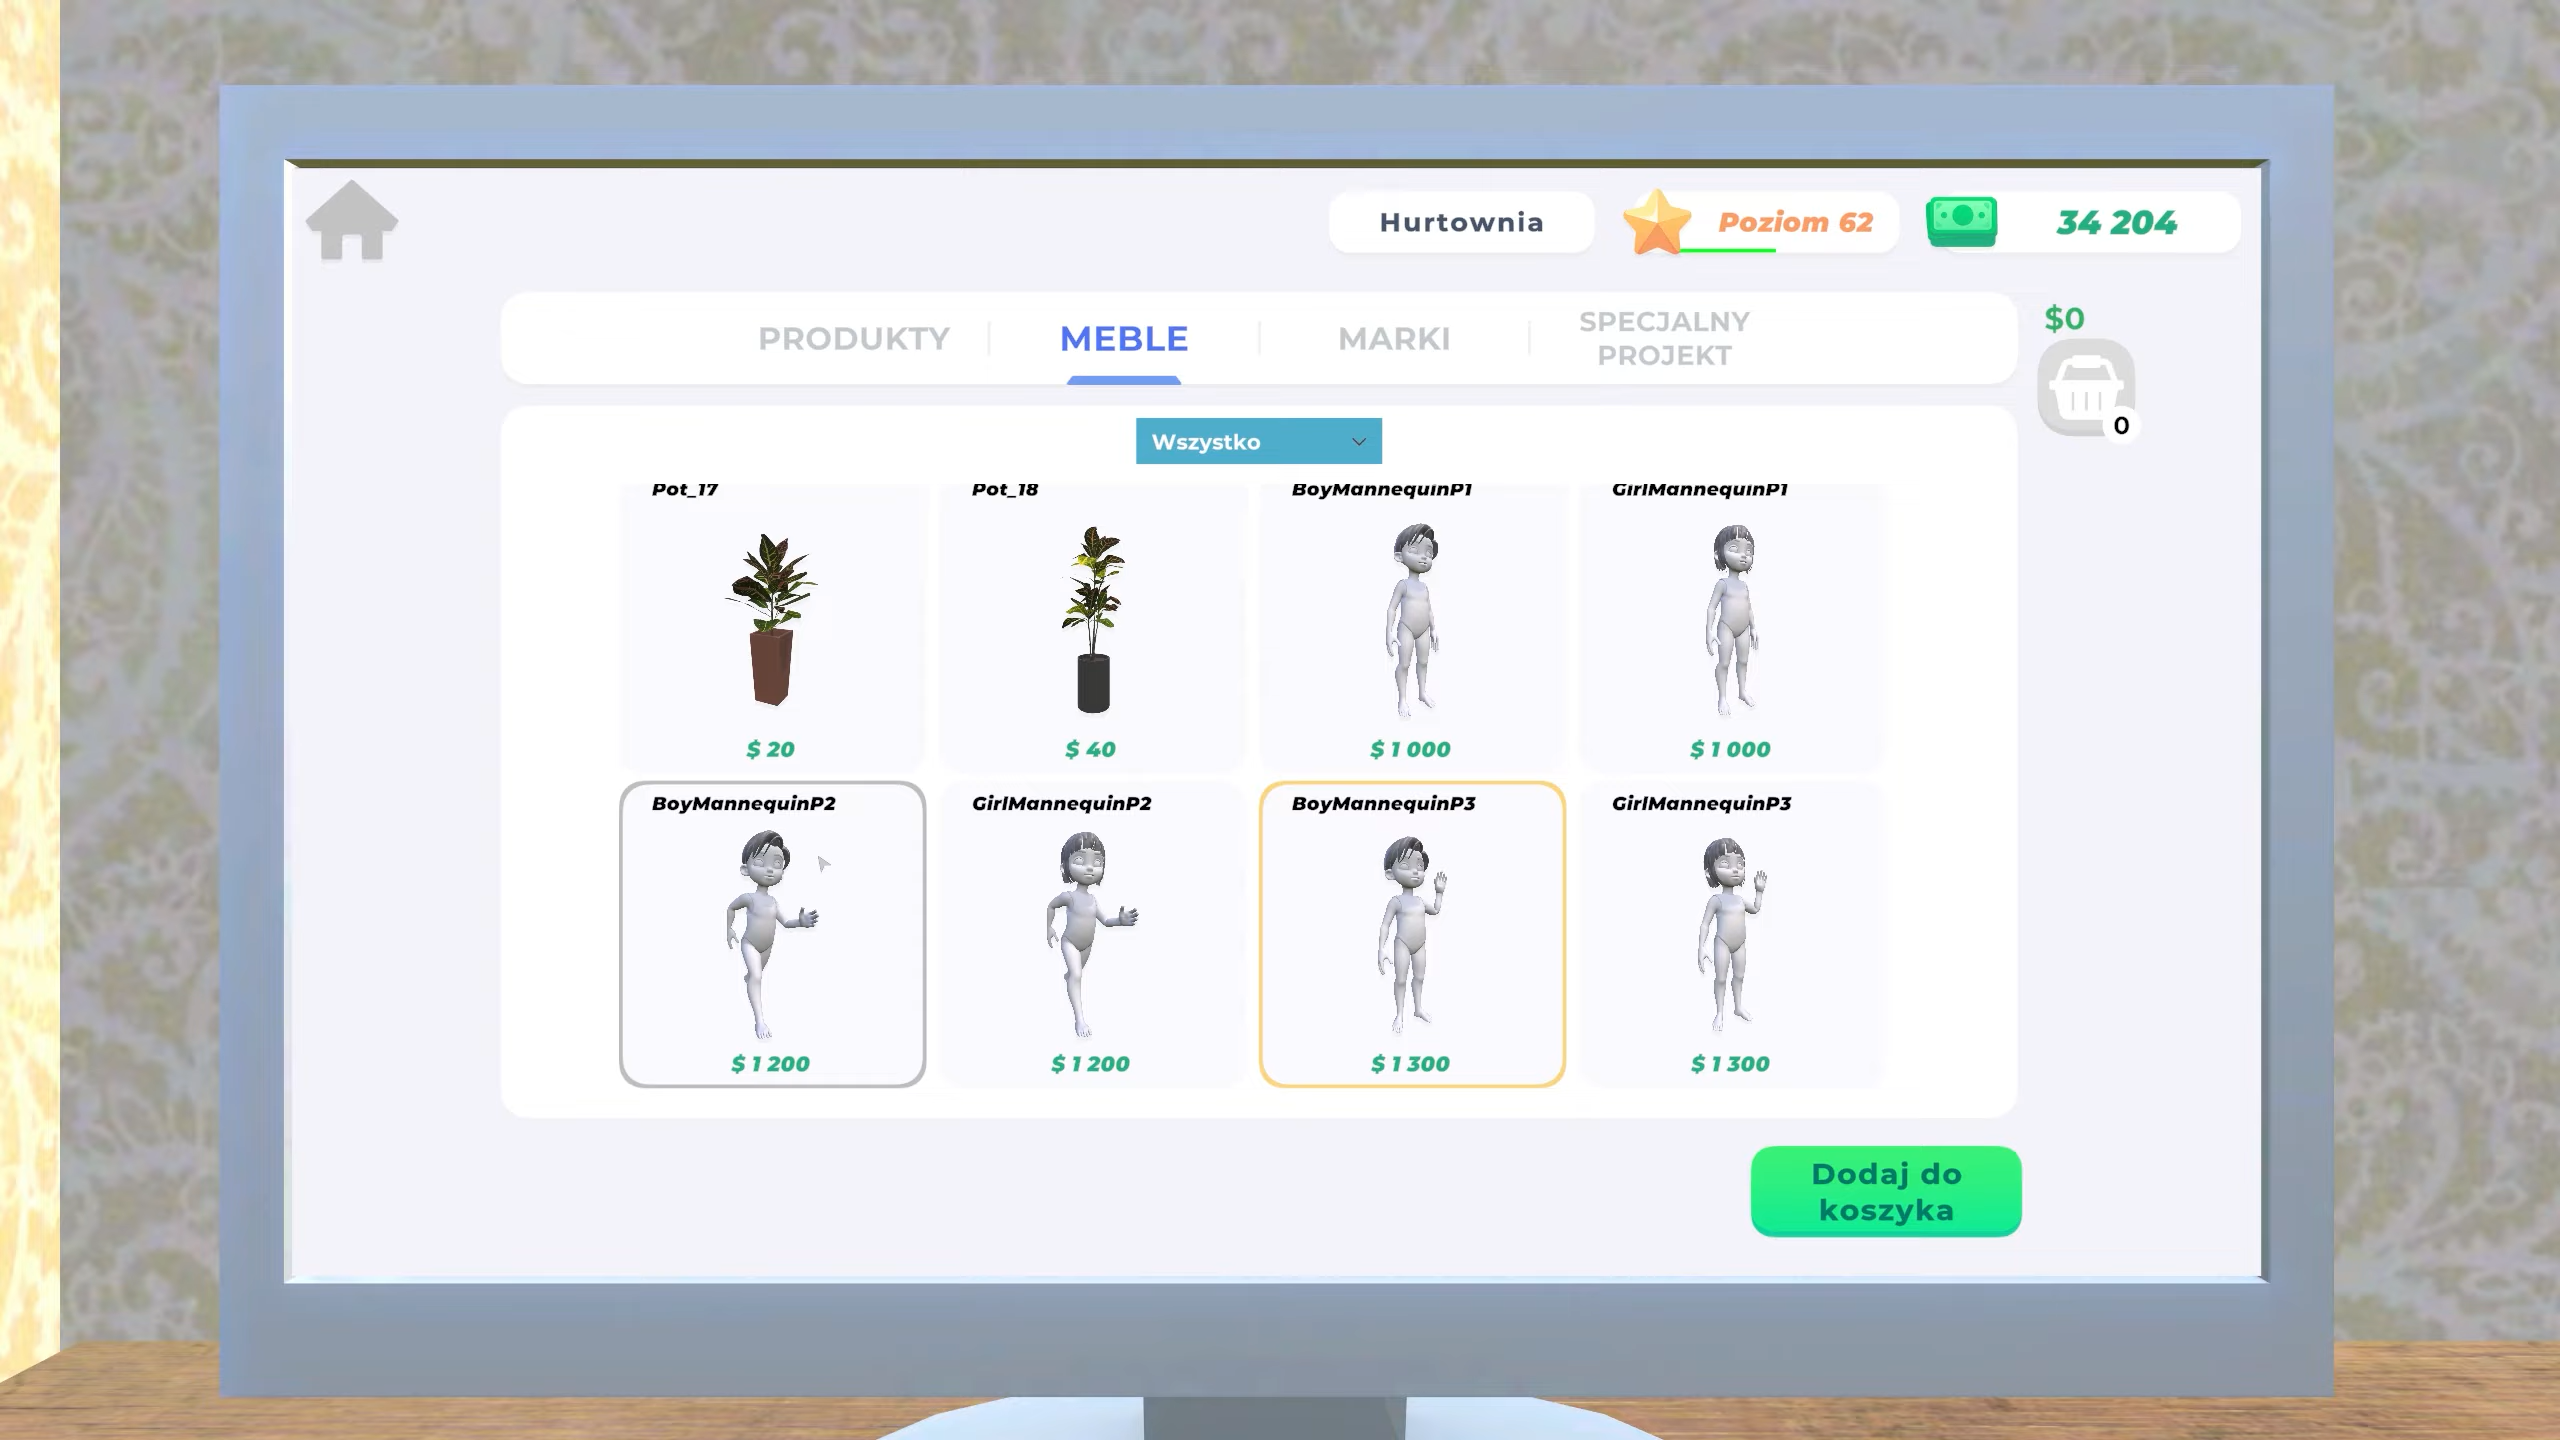 Hurtownia
Poziom 62
34 204
PRODUKTY
MEBLE
MARKI
SPECJALNY
PROJEKT
$0
0
Wszystko
Pot_17
Pot_18
BoyMannequinP1
GirlMannequinP1
$ 20
$ 40
$ 1 000
$ 1 000
BoyMannequinP2
GirlMannequinP2
BoyMannequinP3
GirlMannequinP3
$ 1 200
$ 1 200
$ 1 300
$ 1 300
Dodaj do
koszyka